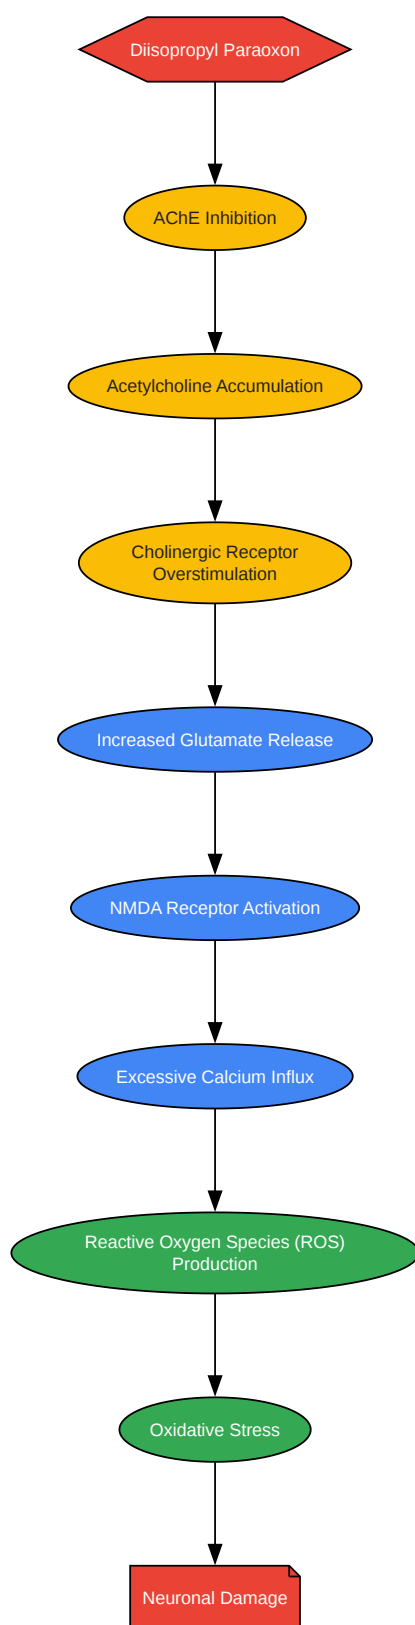 Diisopropyl Paraoxon
AChE Inhibition
Acetylcholine Accumulation
Cholinergic Receptor
Overstimulation
Increased Glutamate Release
NMDA Receptor Activation
Excessive Calcium Influx
Reactive Oxygen Species (ROS)
Production
Oxidative Stress
Neuronal Damage